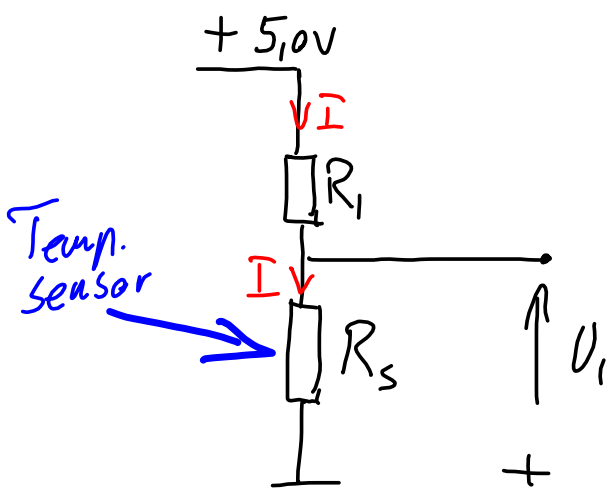 + 5,0V
I
R1
Temp.
sensor
I
Rs
U1
+